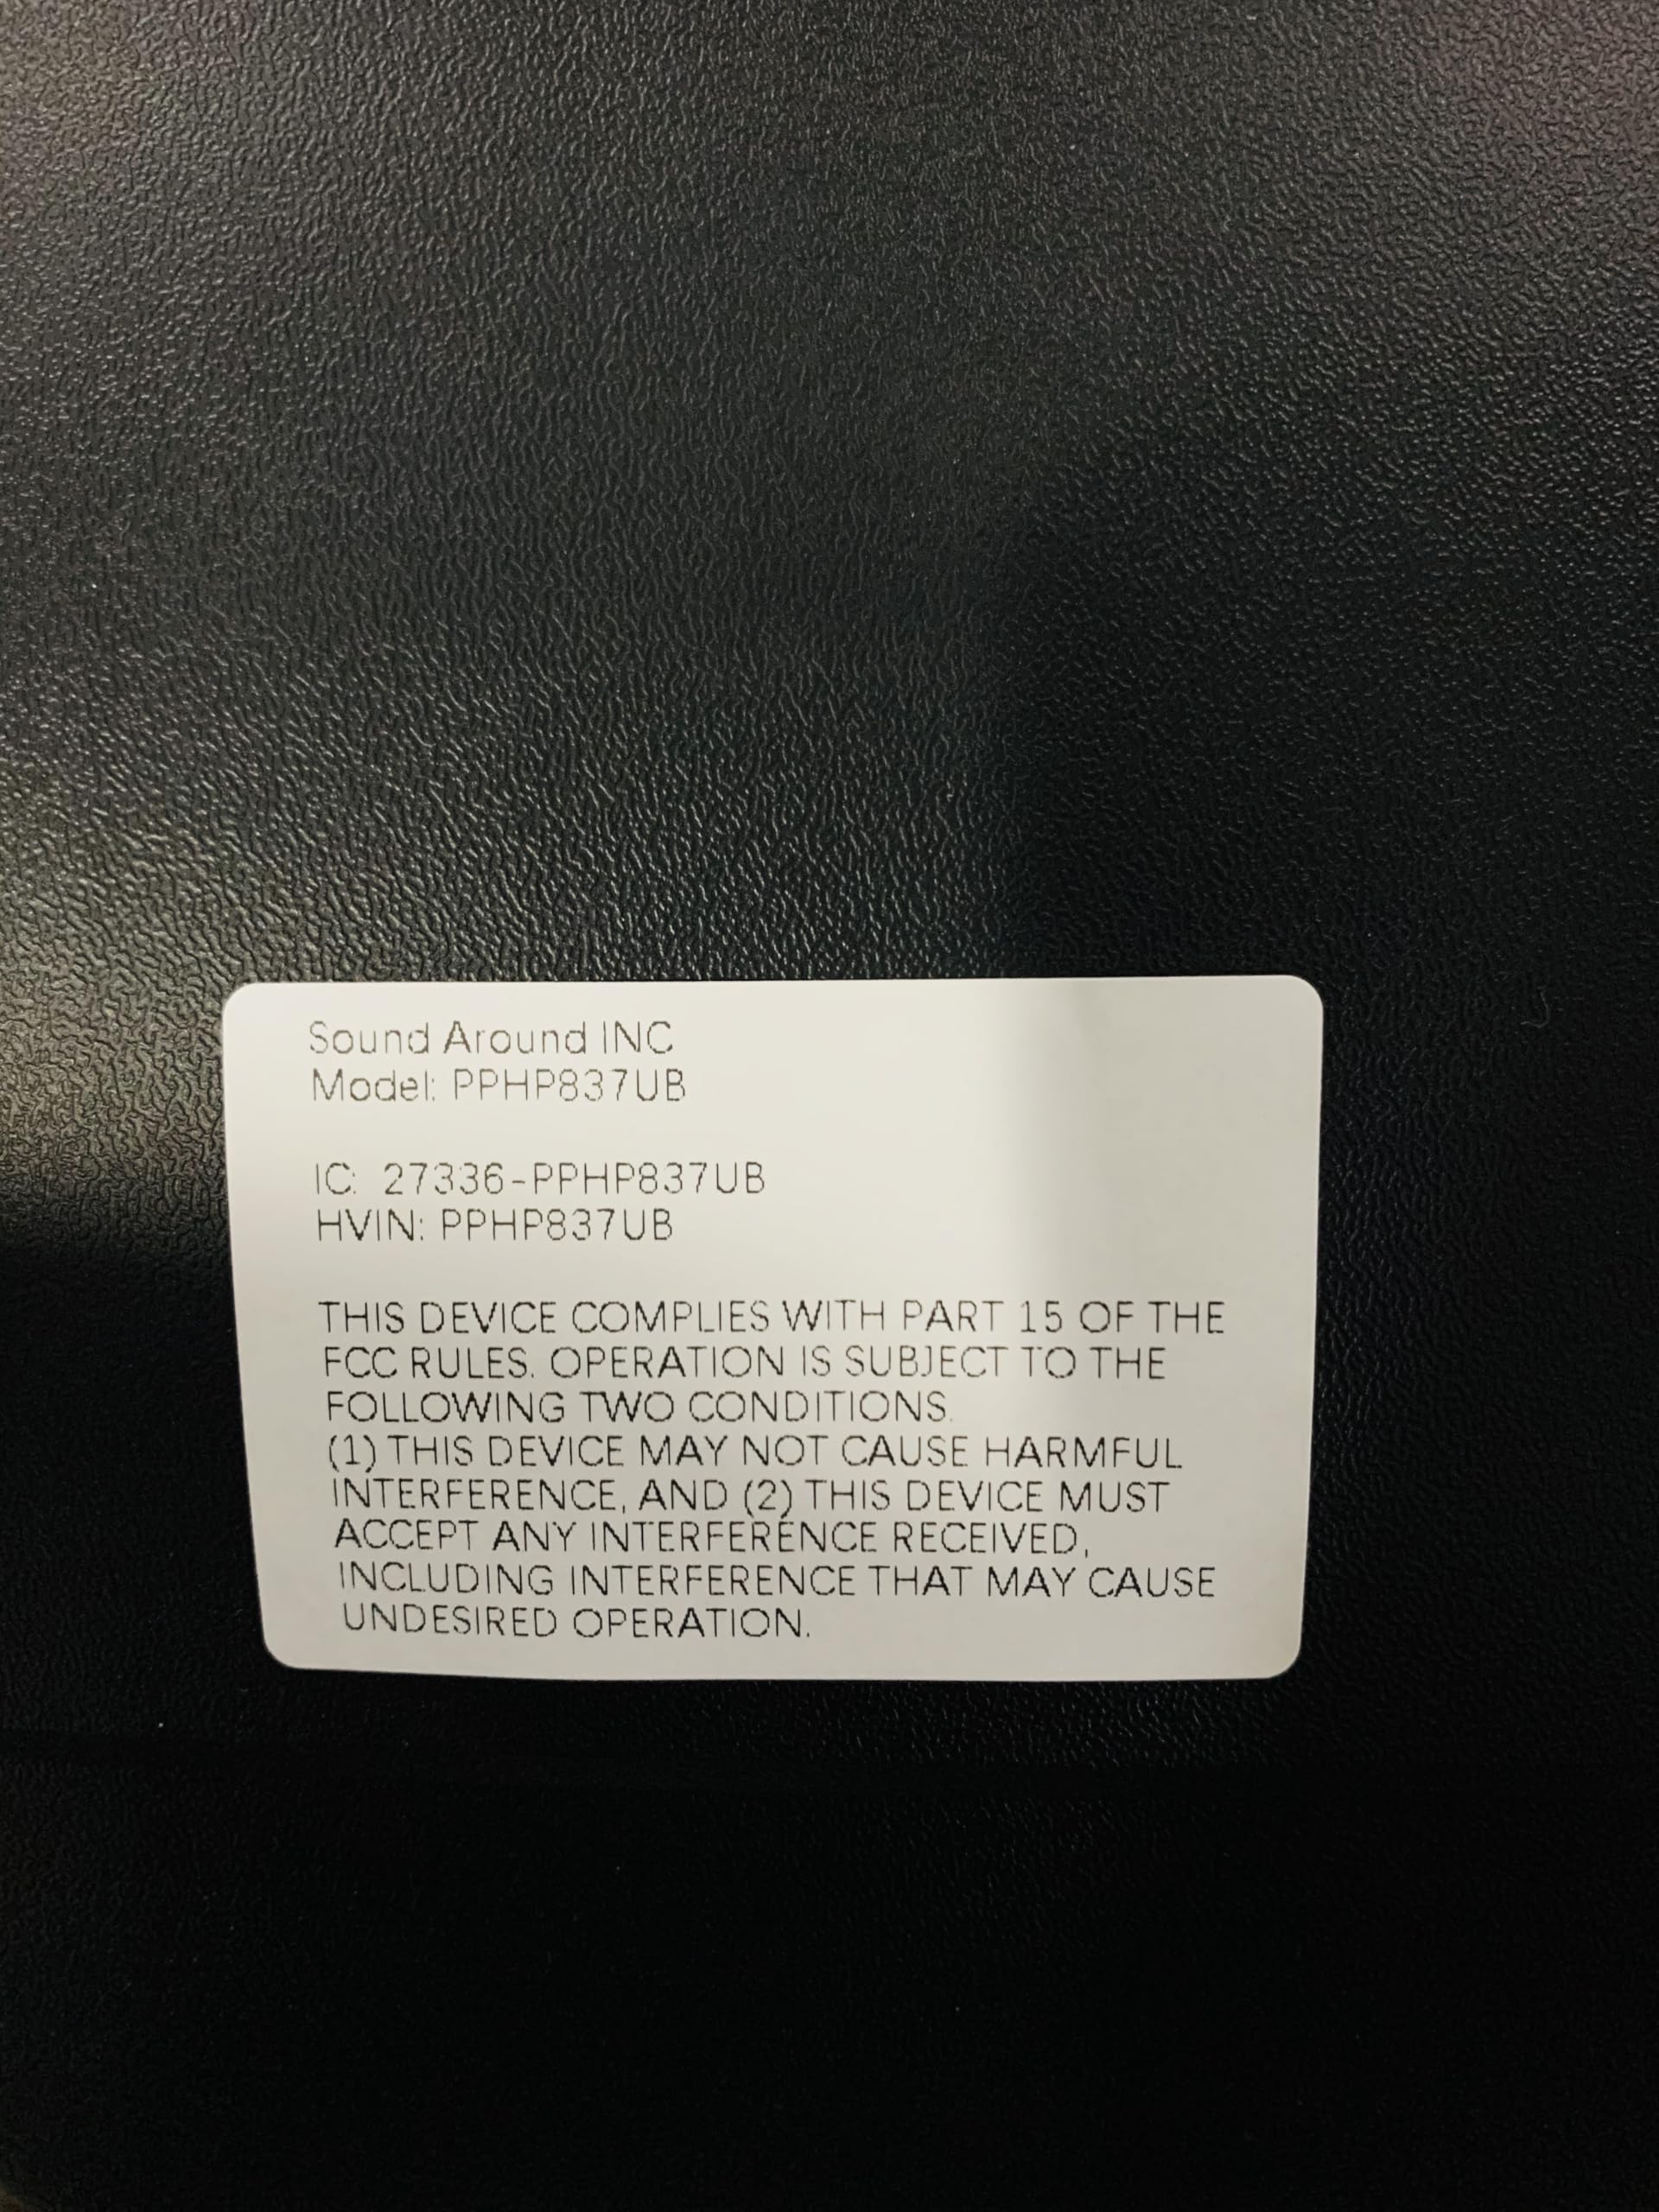 Sound Around INC
Model: PPHP837UB
IC: 27336-PPHP837UB
HVIN: PPHP837UB
THIS DEVICE COMPLIES WITH PART 15 OF THE
FCC RULES. OPERATION IS SUBJECT TO THE
FOLLOWING TWO CONDITIONS.
(1) THIS DEVICE MAY NOT CAUSE HARMFUL
INTERFERENCE, AND (2) THIS DEVICE MUST
ACCEPT ANY INTERFERENCE RECEIVED,
INCLUDING INTERFERENCE THAT MAY CAUSE
UNDESIRED OPERATION.